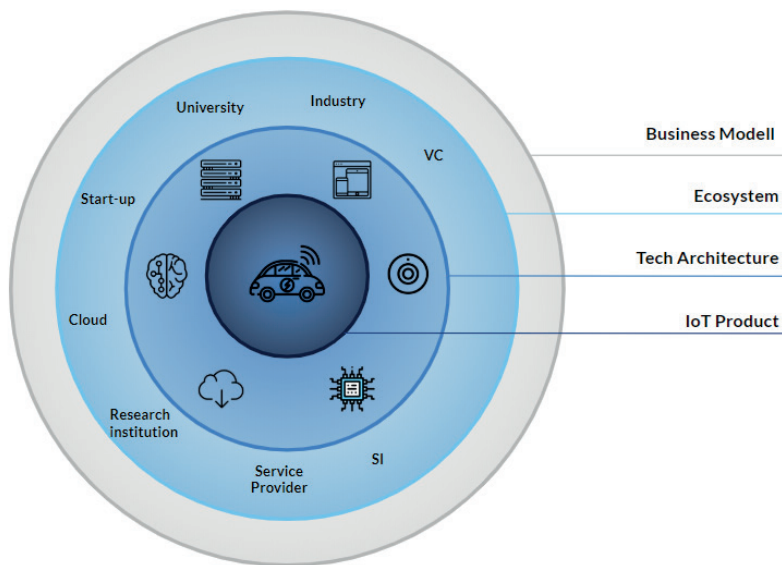 University
Industry
VC
Start-up
Cloud
Research
institution
Service
Provider
SI
Business Modell
Ecosystem
Tech Architecture
IoT Product